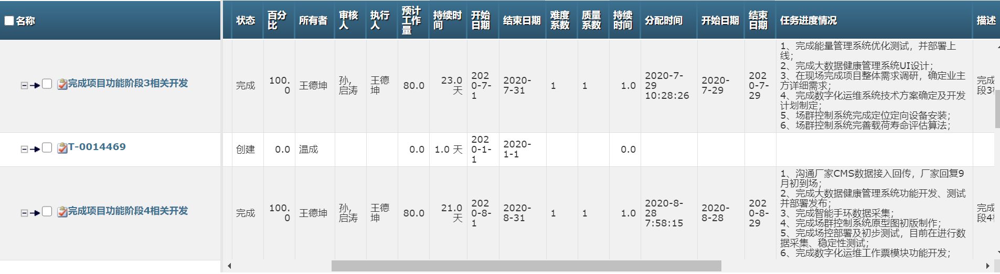 名称
状态
百分
比
所有者
审核
人
执行
人
预计
工作
量
持续时
间
开始
日期
结束日期
难度
系数
质量
系数
持续
时间
分配时间
开始日期
结束
日期
任务进度情况
描述
完成项目功能阶段3相关开发
完成
100.
0
王德坤
孙,
启涛
王德
坤
80.0
23.0
天
202
0-7-
1
2020-
7-31
1
1
1.0
2020-7-
29
10:28:26
2020-
7-29
202
0-7-
29
1、完成能量管理系统优化测试，并部署上
线；
2、完成大数据健康管理系统UI设计；
3、在现场完成项目整体需求调研，确定业主
方详细需求；
4、完成数字化运维系统技术方案确定及开发
计划制定；
5、场群控制系统完成定位定向设备安装；
6、场群控制系统完善载荷寿命评估算法；
完成
段3
T-0014469
创建
0.0
温成
0.0
1.0 天
202
0-1-
1
2020-
1-1
0.0
完成项目功能阶段4相关开发
完成
100.
0
王德坤
孙,
启涛
王德
坤
80.0
21.0
天
202
0-8-
1
2020-
8-31
1
1
1.0
2020-8-
28
7:58:15
2020-
8-28
202
0-8-
29
1、沟通厂家CMS数据接入回传，厂家回复9
月初到场；
2、完成大数据健康管理系统功能开发、测试
并部署发布；
3、完成智能手环数据采集；
4、完成场群控制系统原型图初版制作；
5、完成场控部署及初步测试，目前在进行数
据采集、稳定性测试；
6、完成数字化运维工作票模块功能开发；
完成
段4